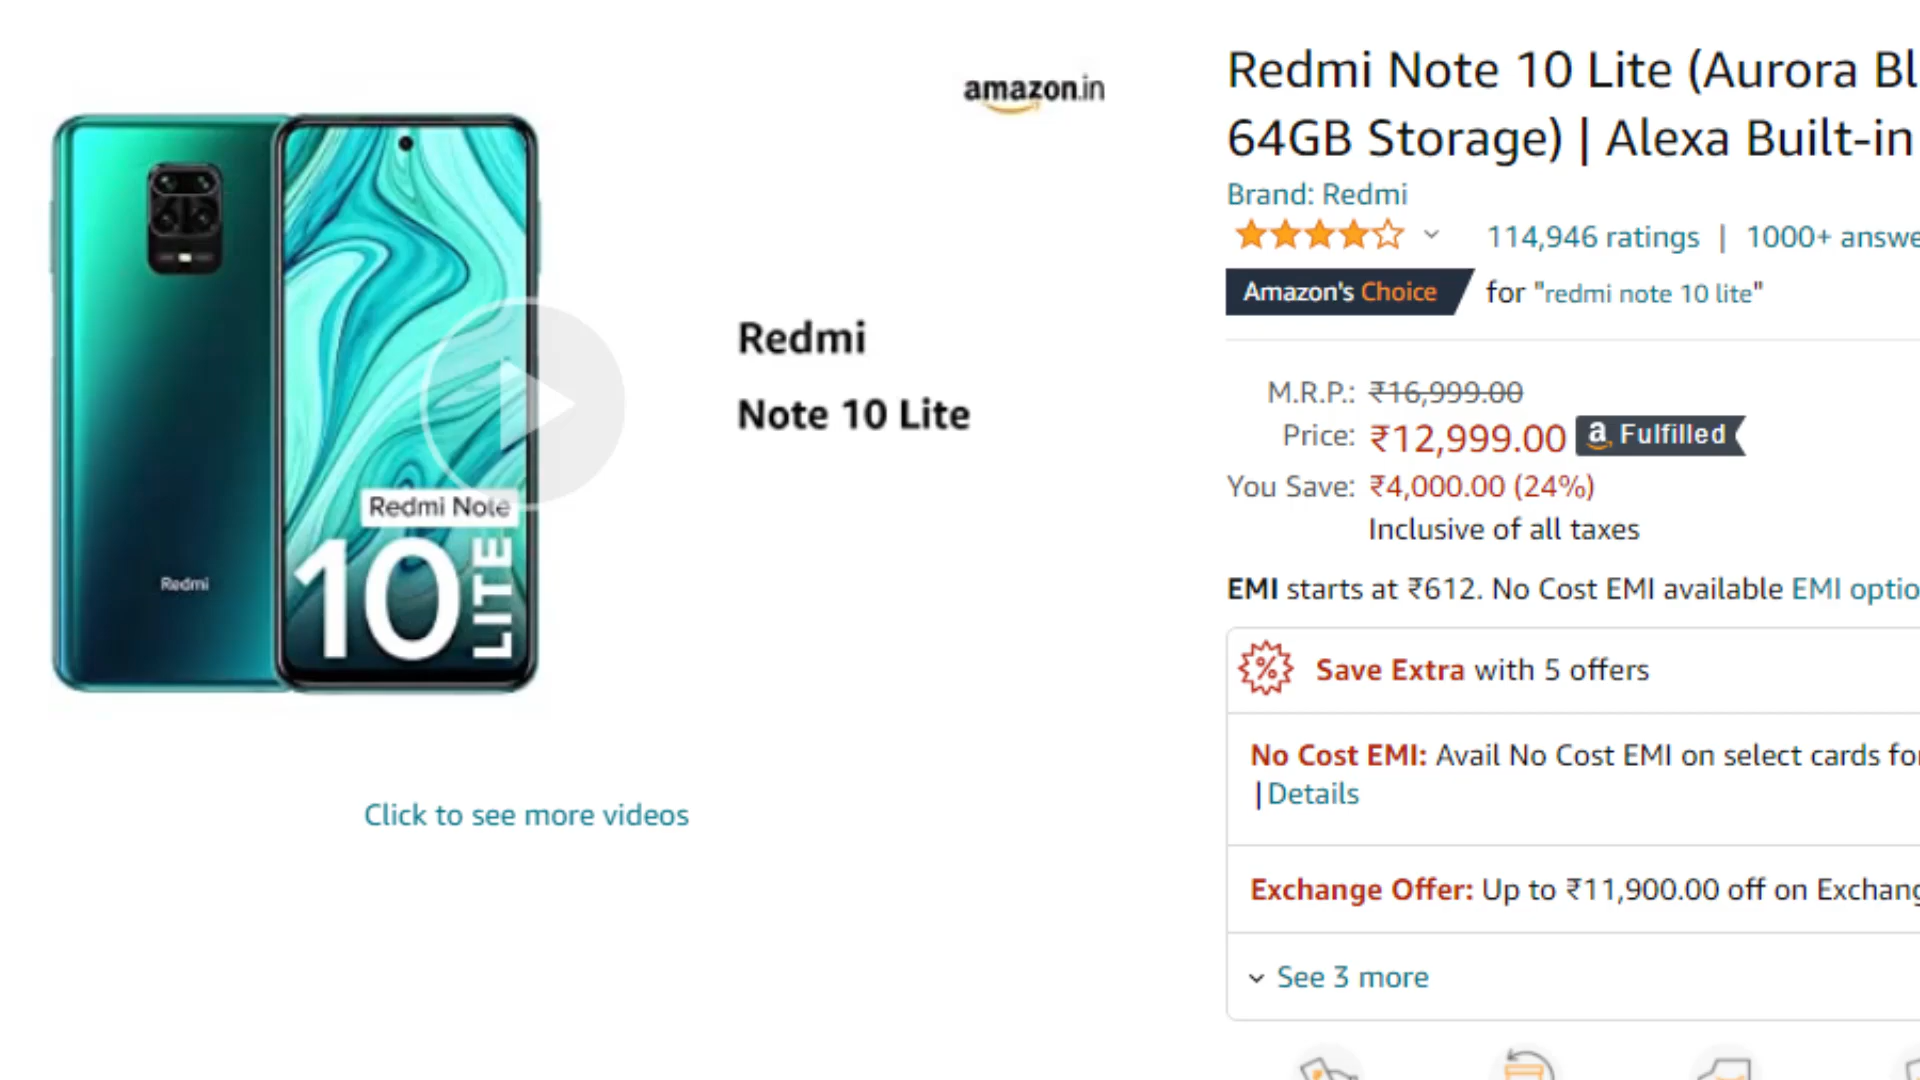 amazon.in
Redmi
Redmi Note
10
LITE
Redmi
Note 10 Lite
Click to see more videos
Redmi Note 10 Lite (Aurora Bl
64GB Storage) | Alexa Built-in
Brand: Redmi
114,946 ratings | 1000+ answe
Amazon's Choice for "redmi note 10 lite"
M.R.P.: ₹16,999.00
Price: ₹12,999.00 a Fulfilled
You Save: ₹4,000.00 (24%)
Inclusive of all taxes
EMI starts at ₹612. No Cost EMI available EMI optio
% Save Extra with 5 offers
No Cost EMI: Avail No Cost EMI on select cards for
| Details
Exchange Offer: Up to ₹11,900.00 off on Exchang
See 3 more